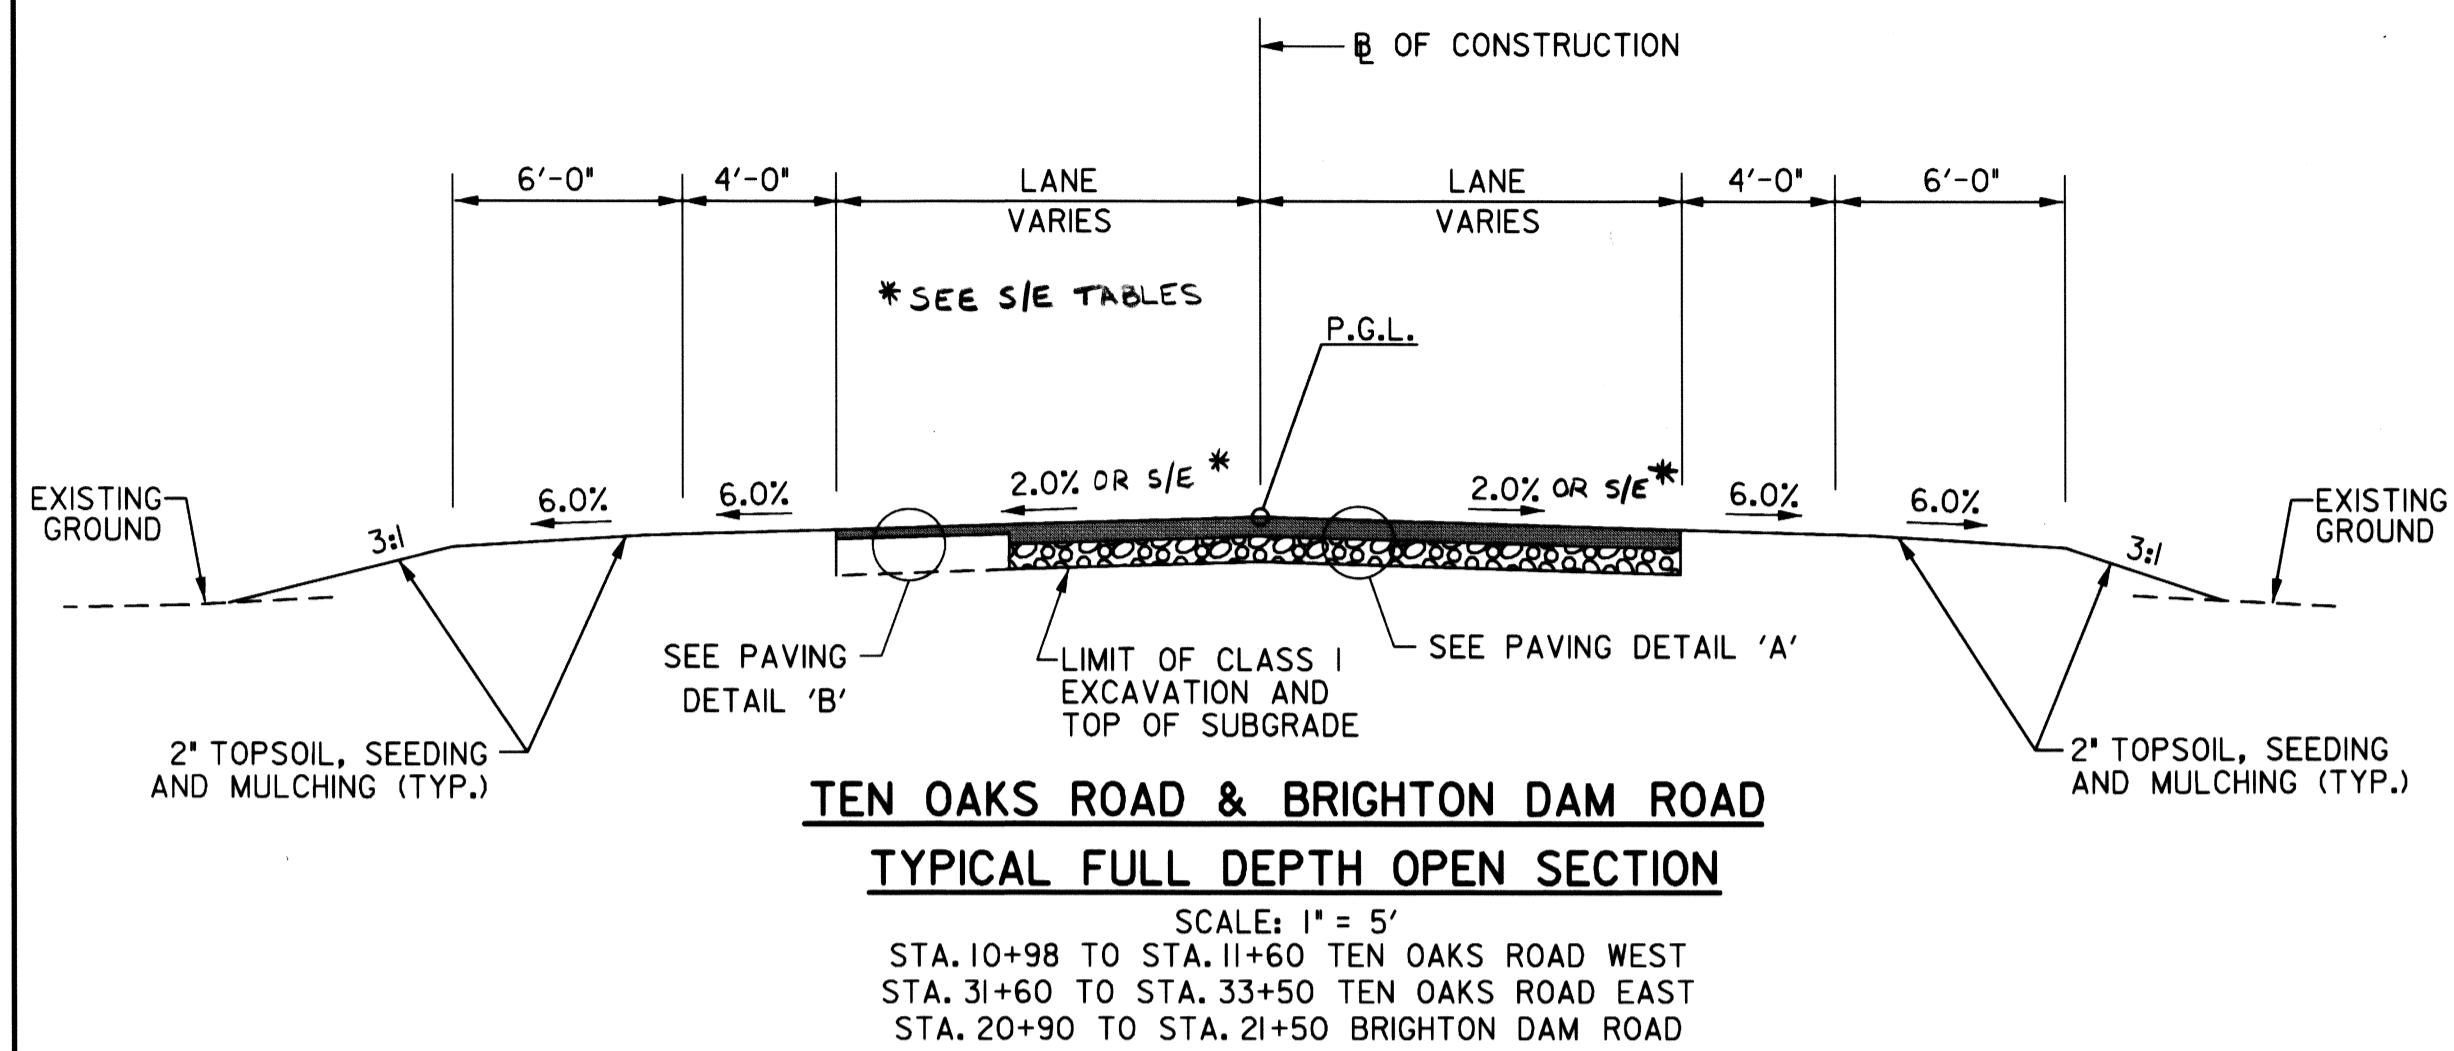 ℄ OF CONSTRUCTION
6'-0" 4'-0" LANE VARIES LANE VARIES 4'-0" 6'-0"
* SEE S/E TABLES
P.G.L.
EXISTING
GROUND
3:1
6.0%
6.0%
2.0% OR S/E *
2.0% OR S/E *
6.0%
6.0%
3:1
EXISTING
GROUND
SEE PAVING
DETAIL 'B'
LIMIT OF CLASS 1
EXCAVATION AND
TOP OF SUBGRADE
SEE PAVING DETAIL 'A'
2" TOPSOIL, SEEDING
AND MULCHING (TYP.)
2" TOPSOIL, SEEDING
AND MULCHING (TYP.)
TEN OAKS ROAD & BRIGHTON DAM ROAD
TYPICAL FULL DEPTH OPEN SECTION
SCALE: 1" = 5'
STA. 10+98 TO STA. 11+60 TEN OAKS ROAD WEST
STA. 31+60 TO STA. 33+50 TEN OAKS ROAD EAST
STA. 20+90 TO STA. 21+50 BRIGHTON DAM ROAD